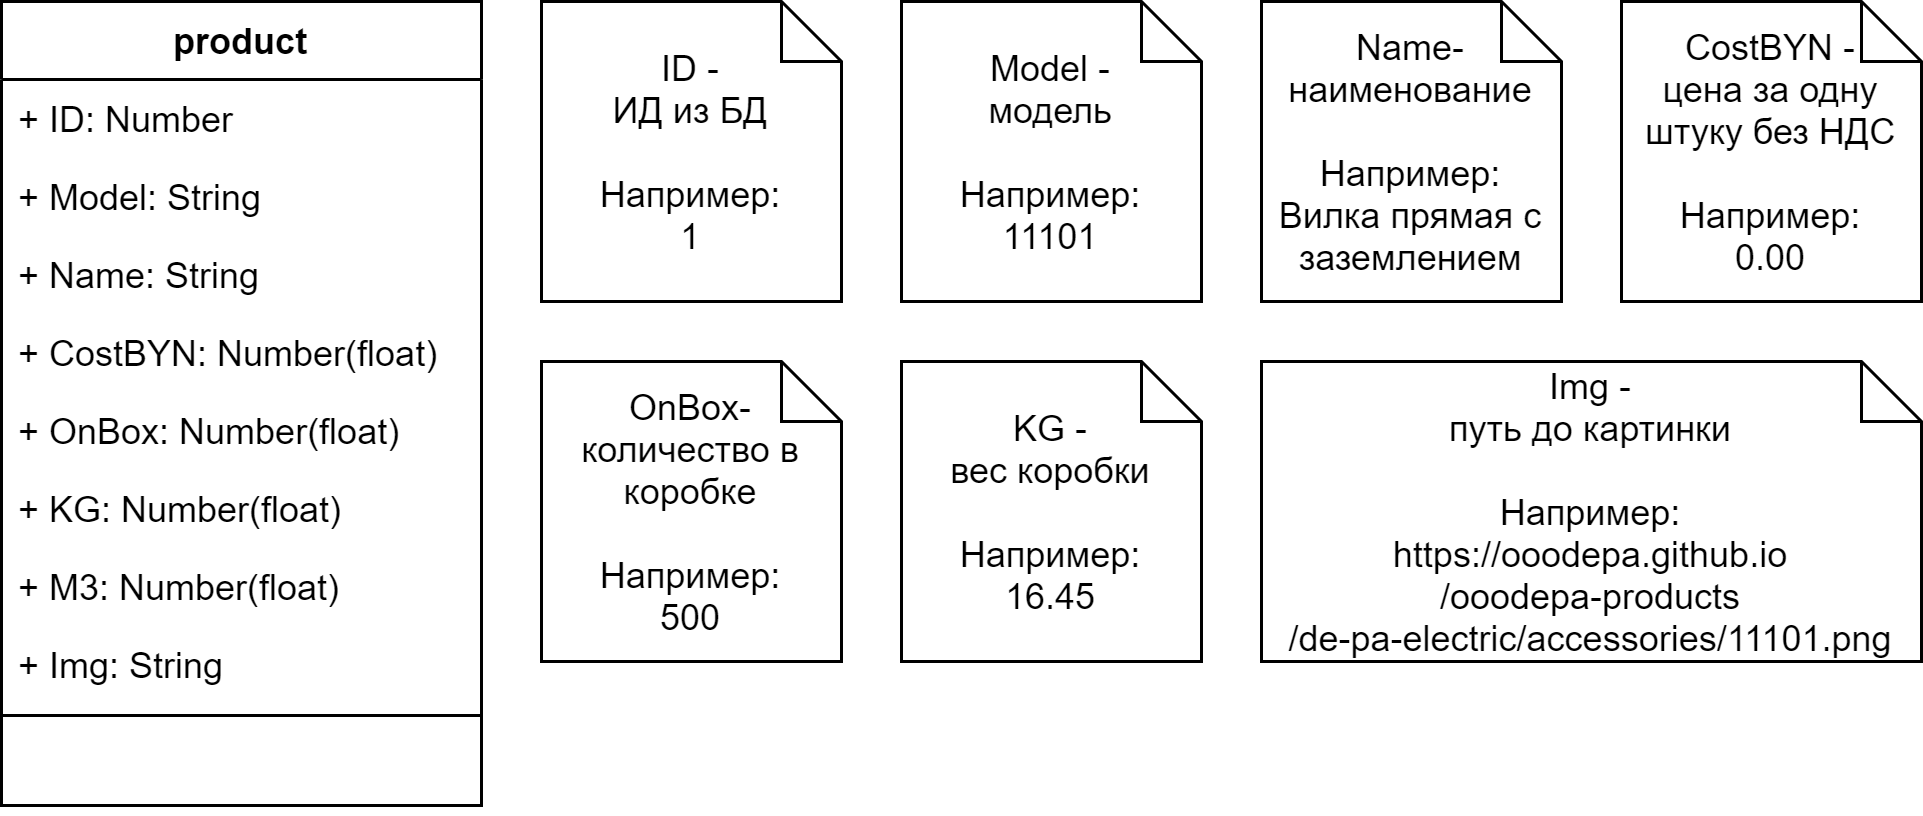 product
+ ID: Number
+ Model: String
+ Name: String
+ CostBYN: Number(float)
+ OnBox: Number(float)
+ KG: Number(float)
+ M3: Number(float)
+ Img: String
ID -
ИД из БД
Например:
1
Model -
модель
Например:
11101
Name-
наименование
Например:
Вилка прямая с
заземлением
CostBYN -
цена за одну
штуку без НДС
Например:
0.00
OnBox-
количество в
коробке
Например:
500
KG -
вес коробки
Например:
16.45
Img -
путь до картинки
Например:
https://ooodepa.github.io
/ooodepa-products
/de-pa-electric/accessories/11101.png